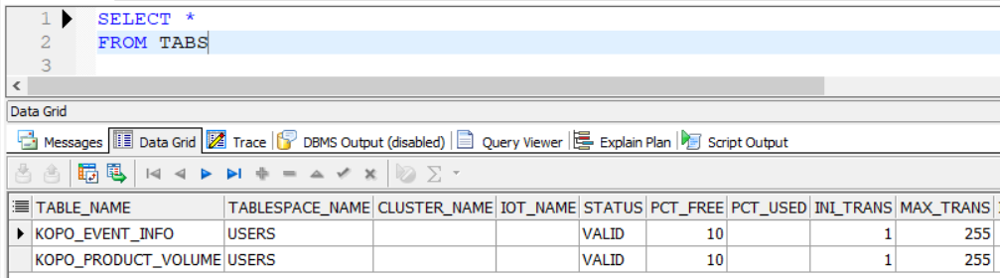 1 SELECT *
2 FROM TABS
3
Data Grid
Messages Data Grid Trace DBMS Output (disabled) Query Viewer Explain Plan Script Output
TABLE_NAME TABLESPACE_NAME CLUSTER_NAME IOT_NAME STATUS PCT_FREE PCT_USED INI_TRANS MAX_TRANS
KOPO_EVENT_INFO USERS VALID 10 1 255
KOPO_PRODUCT_VOLUME USERS VALID 10 1 255